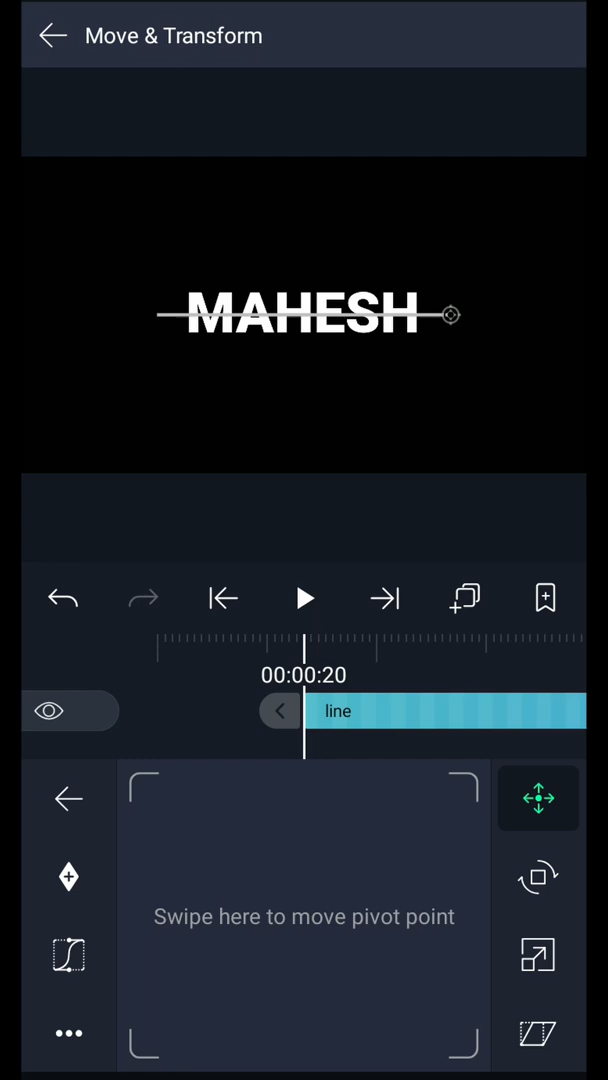 Move & Transform
MAHESH
00:00:20
line
Swipe here to move pivot point